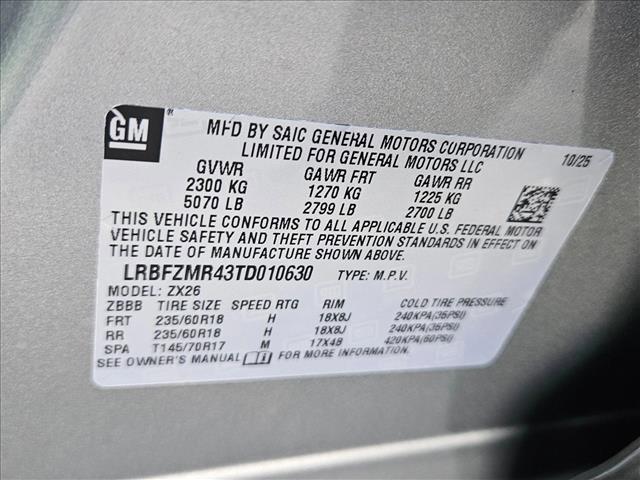 GM ®
MFD BY SAIC GENERAL MOTORS CORPORATION
LIMITED FOR GENERAL MOTORS LLC
10/25
GVWR GAWR FRT GAWR RR
2300 KG 1270 KG 1225 KG
5070 LB 2799 LB 2700 LB
THIS VEHICLE CONFORMS TO ALL APPLICABLE U.S. FEDERAL MOTOR
VEHICLE SAFETY AND THEFT PREVENTION STANDARDS IN EFFECT ON
THE DATE OF MANUFACTURE SHOWN ABOVE.
LRBFZMR43TD010630 TYPE: M.P.V.
MODEL: ZX26
ZBBB TIRE SIZE SPEED RTG RIM COLD TIRE PRESSURE
FRT 235/60R18 H 18X8J 240KPA(35PSI)
RR 235/60R18 H 18X8J 240KPA(35PSI)
SPA T145/70R17 M 17X4B 420KPA(60PSI)
SEE OWNER'S MANUAL i FOR MORE INFORMATION